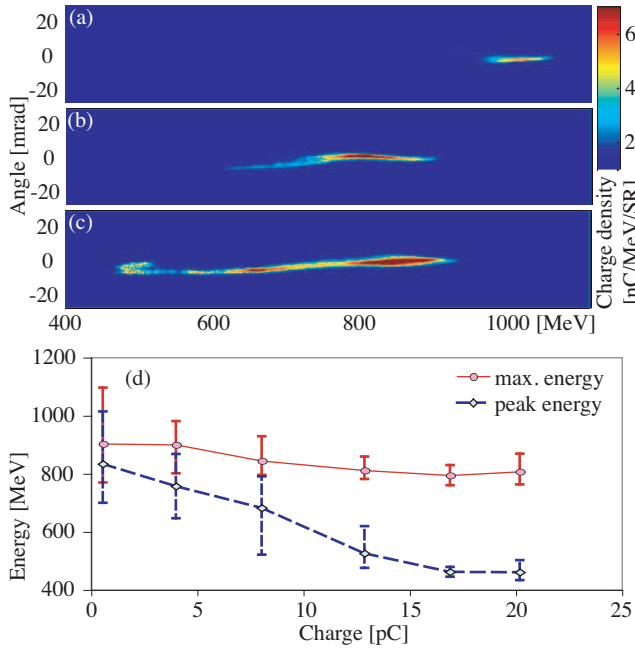 (a)
20
0
-20
(b)
20
0
-20
(c)
20
0
-20
Angle [mrad]
400 600 800 1000 [MeV]
6
4
2
Charge density
[nC/MeV/SR]
(d)
max. energy
peak energy
1200
1000
800
600
400
Energy [MeV]
0 5 10 15 20 25
Charge [pC]